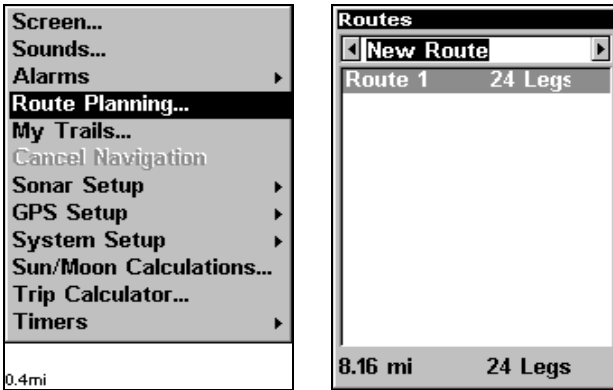 Screen...
Sounds...
Alarms
Route Planning...
My Trails...
Cancel Navigation
Sonar Setup
GPS Setup
System Setup
Sun/Moon Calculations...
Trip Calculator...
Timers
0.4mi
Routes
New Route
Route 1 24 Legs
8.16 mi 24 Legs